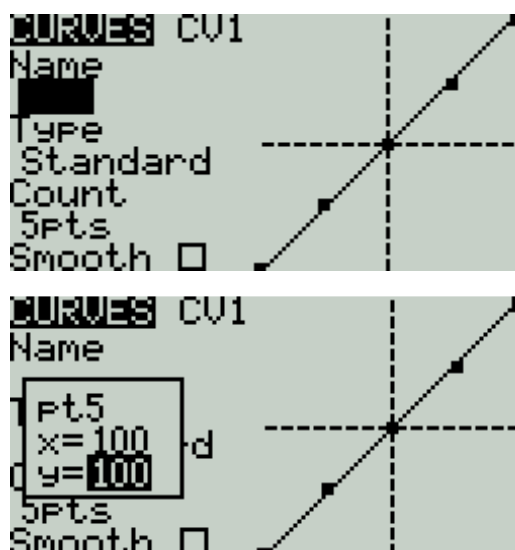 CURVES CV1
Name
Type
Standard
Count
5pts
Smooth
CURVES CV1
Name
pt5
x=100
y=100
d
5pts
Smooth